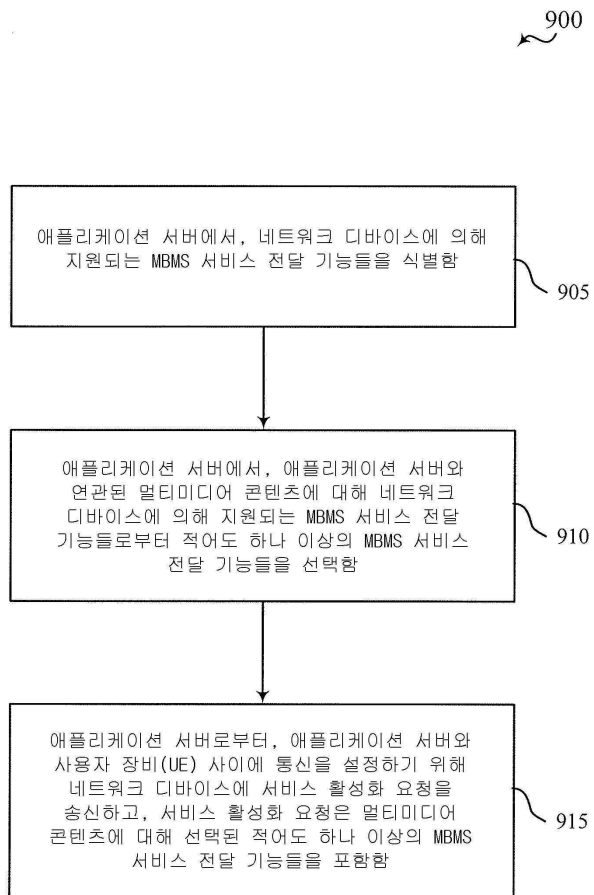 900
애플리케이션 서버에서, 네트워크 디바이스에 의해
지원되는 MBMS 서비스 전달 기능들을 식별함
905
애플리케이션 서버에서, 애플리케이션 서버와
연관된 멀티미디어 콘텐츠에 대해 네트워크
디바이스에 의해 지원되는 MBMS 서비스 전달
기능들로부터 적어도 하나 이상의 MBMS 서비스
전달 기능들을 선택함
910
애플리케이션 서버로부터, 애플리케이션 서버와
사용자 장비(UE) 사이에 통신을 설정하기 위해
네트워크 디바이스에 서비스 활성화 요청을
송신하고, 서비스 활성화 요청은 멀티미디어
콘텐츠에 대해 선택된 적어도 하나 이상의 MBMS
서비스 전달 기능들을 포함함
915